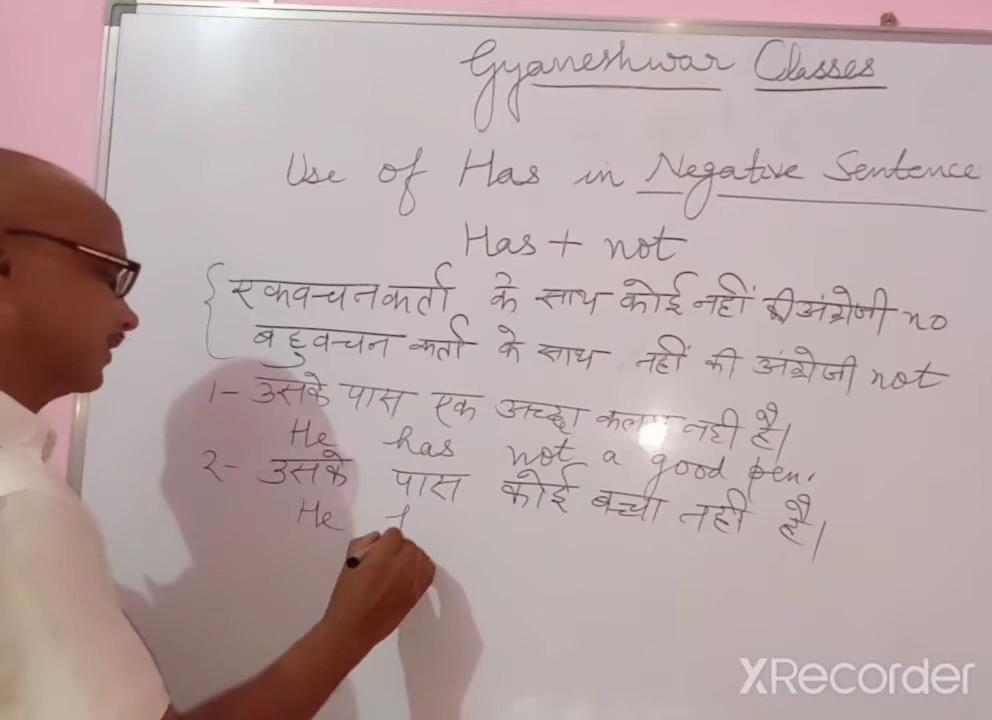 Gyaneshwar Classes
Use of Has in Negative Sentence
Has + not
एकवचन कर्ता के साथ कोई नहीं की अंग्रेजी no
बहुवचन कर्ता के साथ नहीं की अंग्रेजी not
1- उसके पास एक अच्छा कलम नही है।
He has not a good pen.
2- उसके पास कोई बच्चा नही है।
He
XRecorder